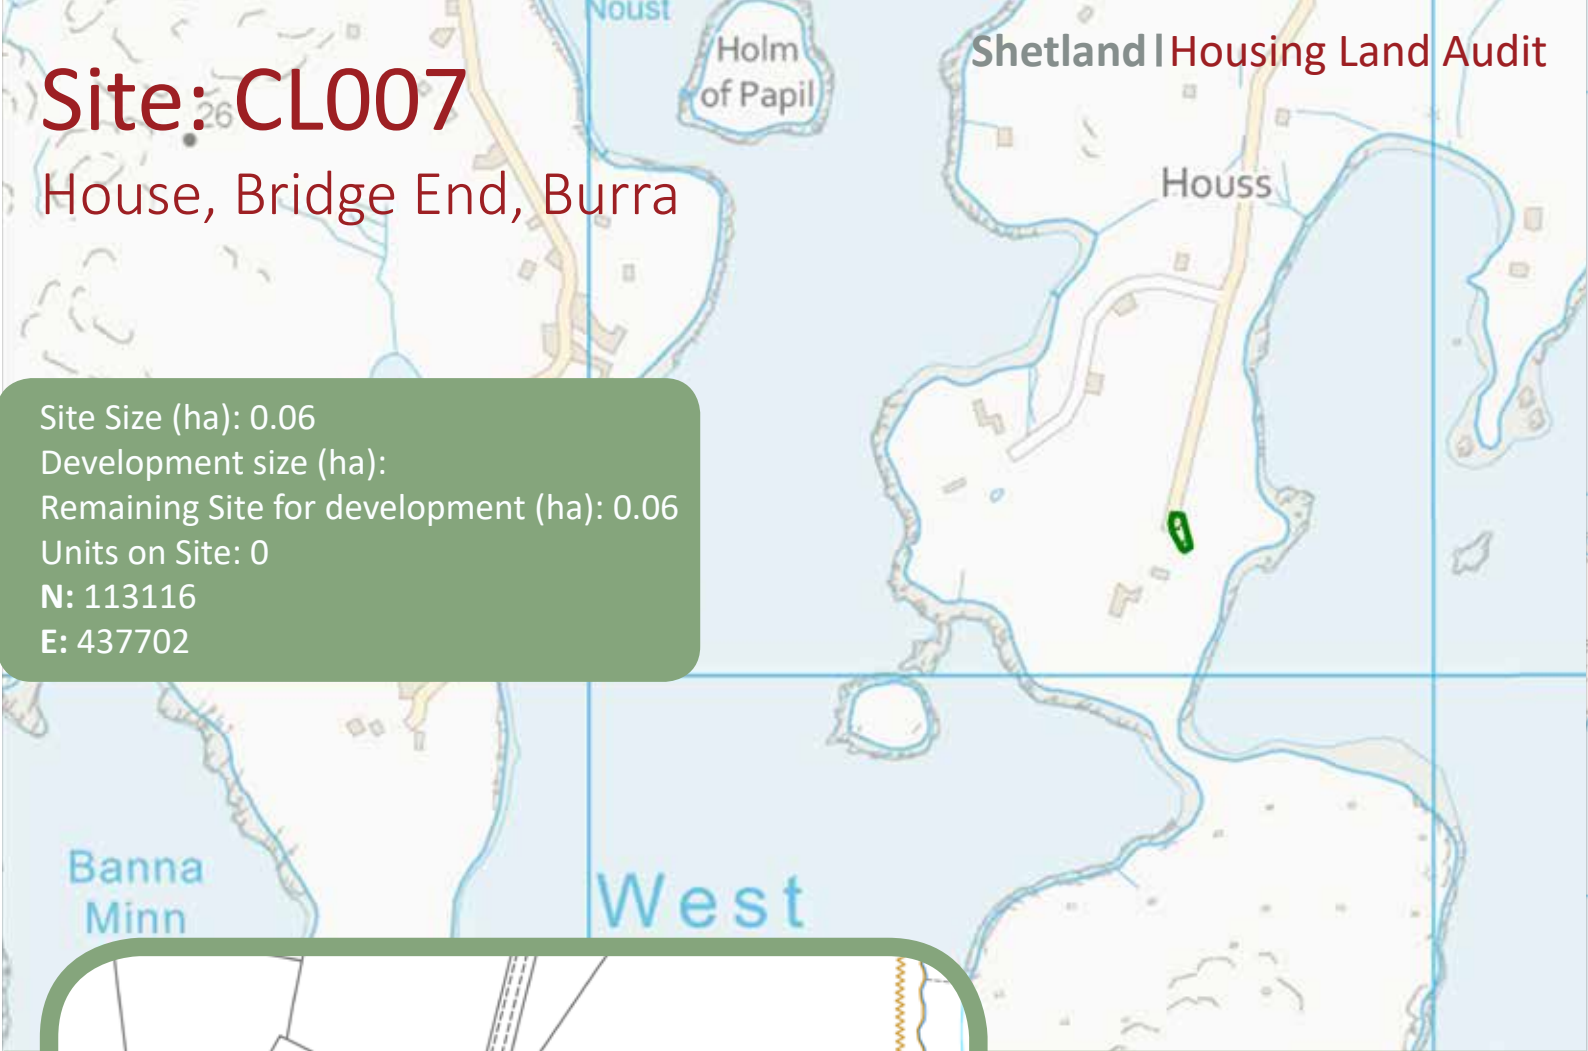 Noust
Holm
of Papil
Shetland|Housing Land Audit
Site: CL007
26
House, Bridge End, Burra
Houss
Site Size (ha): 0.06
Development size (ha):
Remaining Site for development (ha): 0.06
Units on Site: 0
N: 113116
E: 437702
Banna
Minn
West